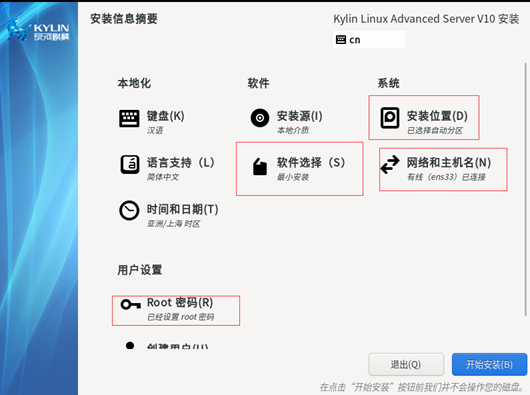 KYLIN
银河麒麟
安装信息摘要
Kylin Linux Advanced Server V10 安装
cn
本地化
软件
系统
键盘(K)
汉语
安装源(I)
本地介质
安装位置(D)
已选择自动分区
语言支持（L）
简体中文
软件选择（S）
最小安装
网络和主机名(N)
有线（ens33）已连接
时间和日期(T)
亚洲/上海 时区
用户设置
Root 密码(R)
已经设置 root 密码
创建用户(U)
退出(Q)
开始安装(B)
在点击“开始安装”按钮前我们并不会操作您的磁盘。